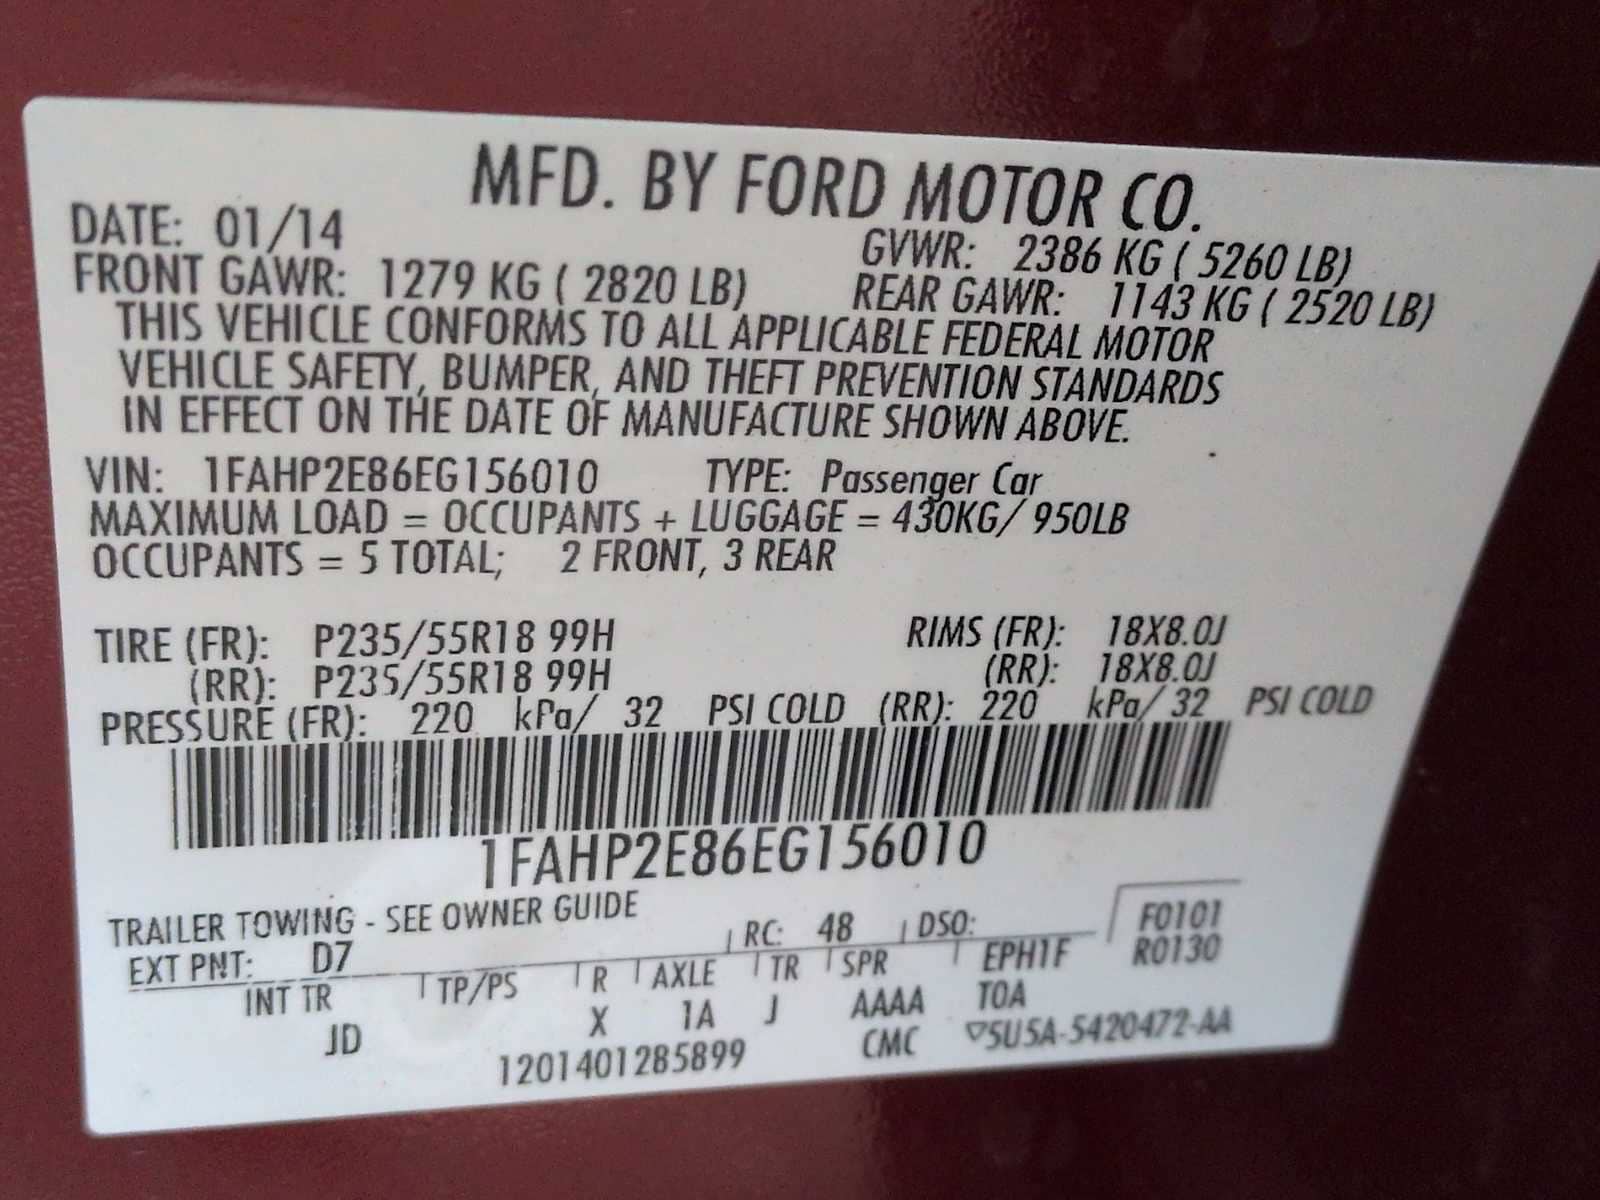 MFD. BY FORD MOTOR CO.
DATE: 01/14 GVWR: 2386 KG ( 5260 LB)
FRONT GAWR: 1279 KG ( 2820 LB) REAR GAWR: 1143 KG ( 2520 LB)
THIS VEHICLE CONFORMS TO ALL APPLICABLE FEDERAL MOTOR
VEHICLE SAFETY, BUMPER, AND THEFT PREVENTION STANDARDS
IN EFFECT ON THE DATE OF MANUFACTURE SHOWN ABOVE.
VIN: 1FAHP2E86EG156010 TYPE: Passenger Car
MAXIMUM LOAD = OCCUPANTS + LUGGAGE = 430KG/ 950LB
OCCUPANTS = 5 TOTAL; 2 FRONT, 3 REAR
TIRE (FR): P235/55R18 99H RIMS (FR): 18X8.0J
(RR): P235/55R18 99H (RR): 18X8.0J
PRESSURE (FR): 220 kPa/ 32 PSI COLD (RR): 220 kPa/ 32 PSI COLD
1FAHP2E86EG156010
TRAILER TOWING - SEE OWNER GUIDE
EXT PNT: D7 RC: 48 DSO: F0101
INT TR TP/PS R AXLE TR SPR EPH1F R0130
JD X 1A J AAAA TOA
1201401285899 CMC ▽5U5A-5420472-AA